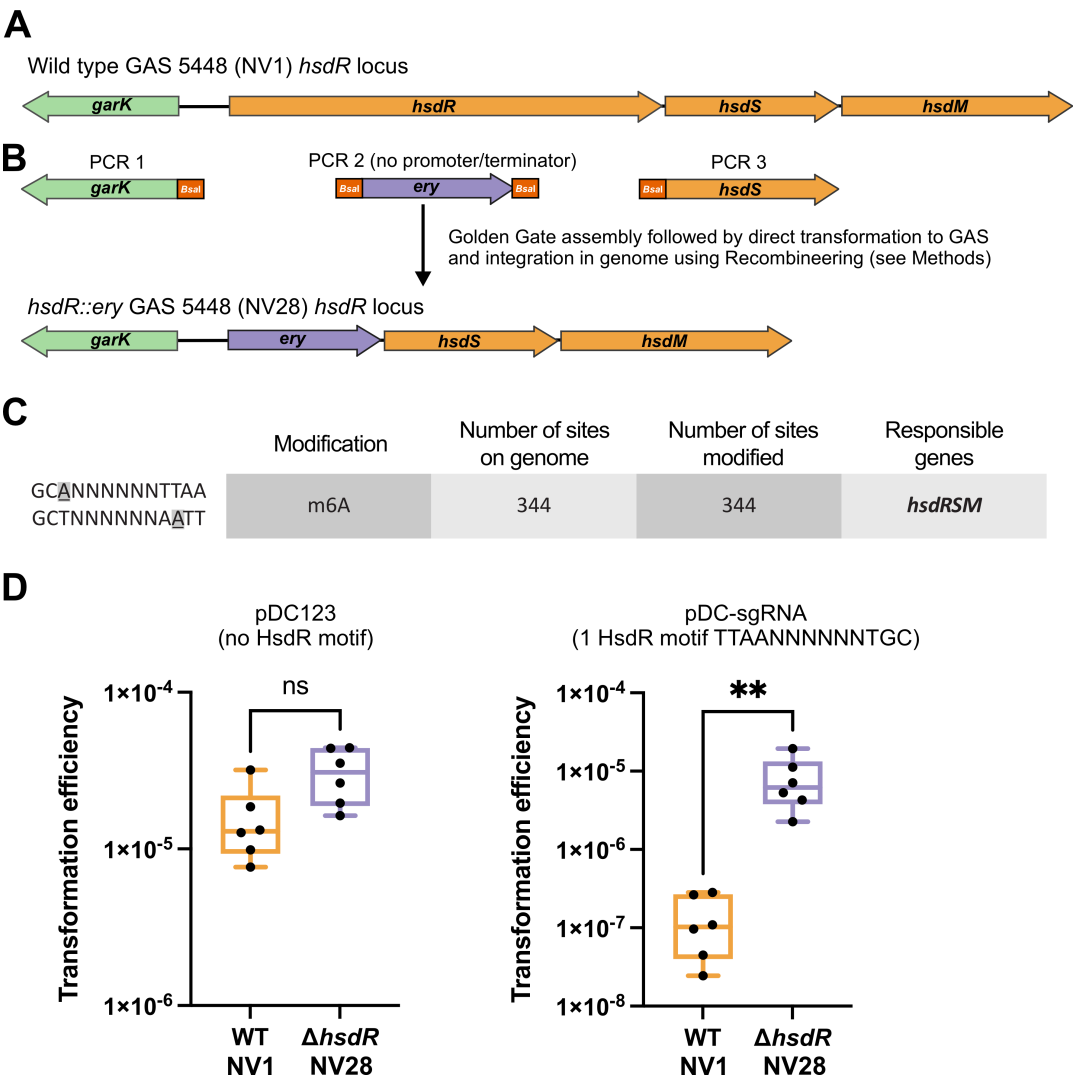 A
Wild type GAS 5448 (NV1) hsdR locus
garK hsdR hsdS hsdM
B
PCR 1 PCR 2 (no promoter/terminator) PCR 3
garK BsaI BsaI ery BsaI BsaI hsdS
Golden Gate assembly followed by direct transformation to GAS
and integration in genome using Recombineering (see Methods)
hsdR::ery GAS 5448 (NV28) hsdR locus
garK ery hsdS hsdM
C
Modification
Number of sites
on genome
Number of sites
modified
Responsible
genes
GCANNNNNNTTAA
GCTNNNNNNAATT
m6A 344 344 hsdRSM
D
pDC123
(no HsdR motif)
Transformation efficiency
1×10-4
1×10-5
1×10-6
ns
WT
NV1
ΔhsdR
NV28
pDC-sgRNA
(1 HsdR motif TTAANNNNNNTGC)
Transformation efficiency
1×10-4
1×10-5
1×10-6
1×10-7
1×10-8
**
WT
NV1
ΔhsdR
NV28